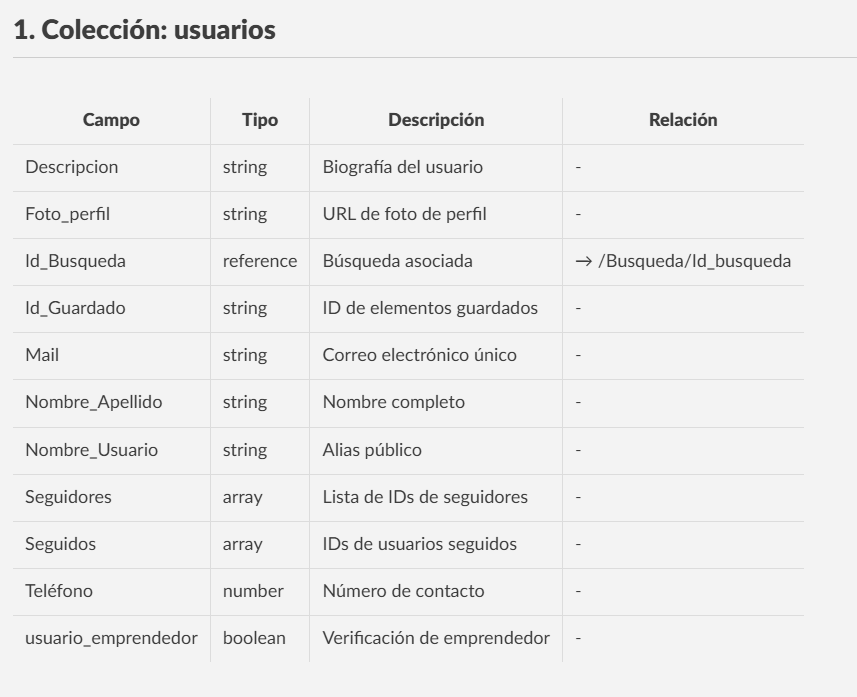 1. Colección: usuarios
Campo Tipo Descripción Relación
Descripcion string Biografía del usuario -
Foto_perfil string URL de foto de perfil -
Id_Busqueda reference Búsqueda asociada → /Busqueda/Id_busqueda
Id_Guardado string ID de elementos guardados -
Mail string Correo electrónico único -
Nombre_Apellido string Nombre completo -
Nombre_Usuario string Alias público -
Seguidores array Lista de IDs de seguidores -
Seguidos array IDs de usuarios seguidos -
Teléfono number Número de contacto -
usuario_emprendedor boolean Verificación de emprendedor -